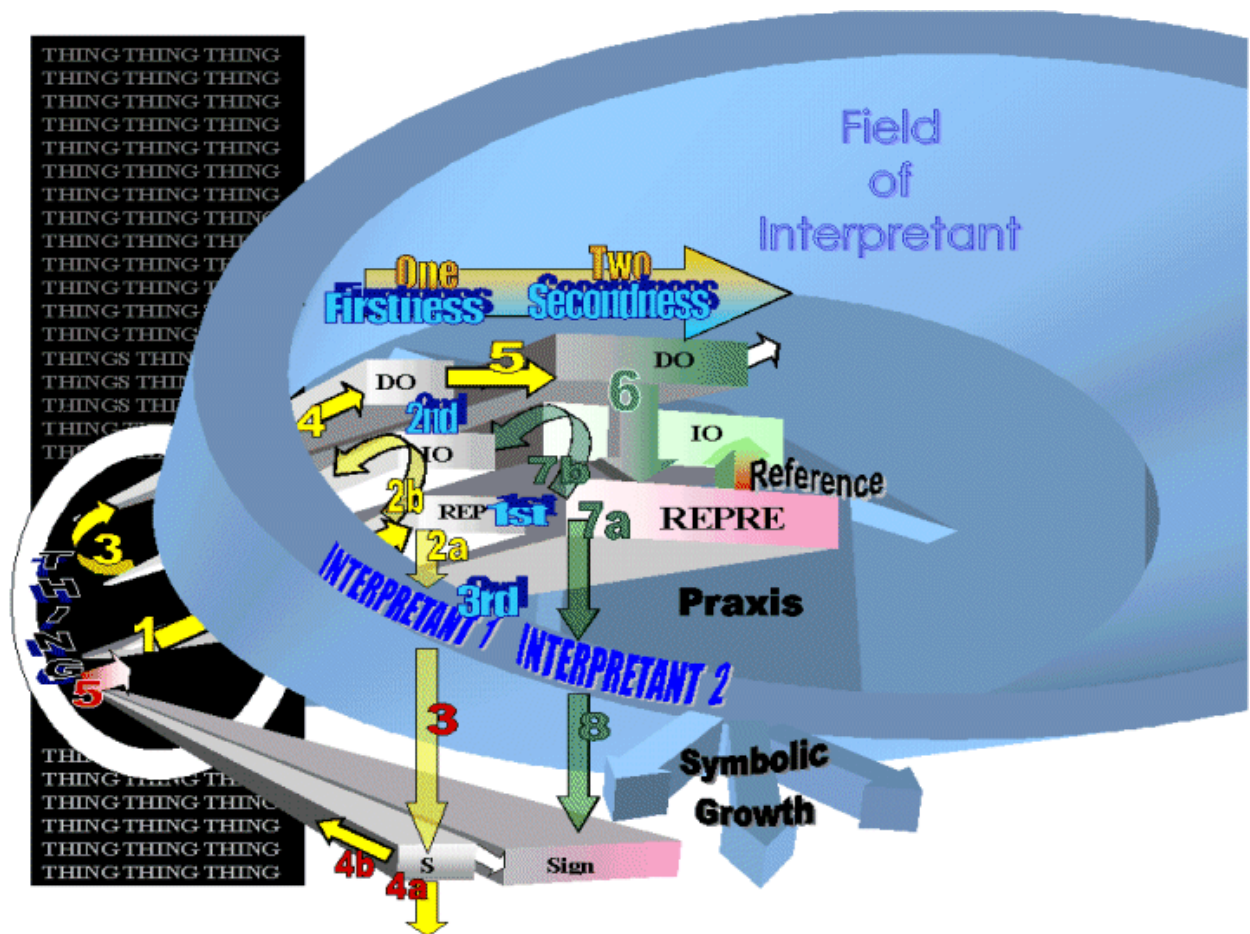 THING THING THING
THING THING THING
THING THING THING
THING THING THING
THING THING THING
THING THING THING
THING THING THING
THING THING THING
THING THING
THING THING
THING THING
THING THING
THING THING
THINGS
THINGS
THINGS
THING
THING
Field
of
Interpretant
One
Two
Firstness
Secondness
DO
5
DO
4
2nd
6
IO
IO
7b
2b
Reference
REP
1st
7a
REPRE
2a
3
THING
INTERPRETANT 1
3rd
Praxis
1
INTERPRETANT 2
5
3
8
Symbolic
Growth
THING THING
THING THING THING
THING THING THING
THING THING THING
THING THING THING
4b
4a
S
Sign